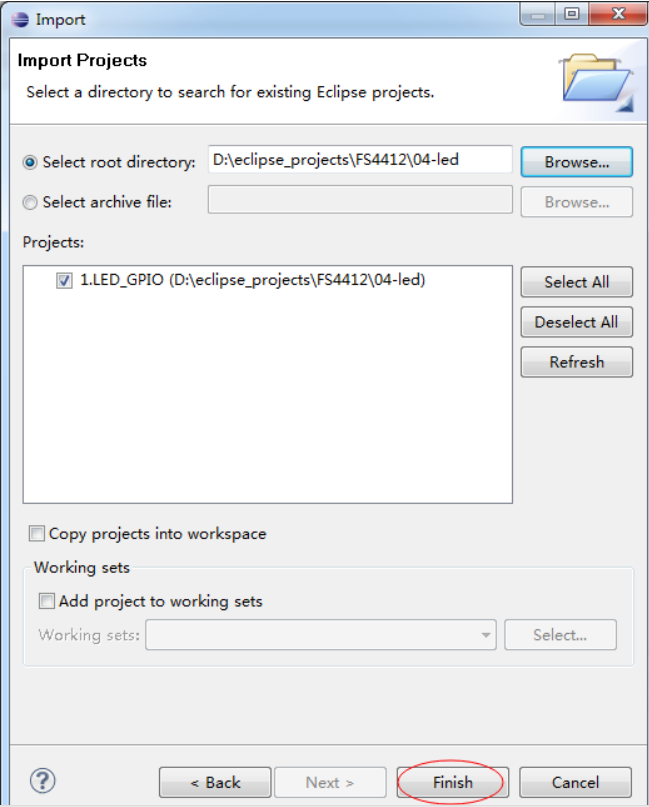 Import
Import Projects
Select a directory to search for existing Eclipse projects.
Select root directory: D:\eclipse_projects\FS4412\04-led Browse...
Select archive file: Browse...
Projects:
1.LED_GPIO (D:\eclipse_projects\FS4412\04-led) Select All
Deselect All
Refresh
Copy projects into workspace
Working sets
Add project to working sets
Working sets: Select...
? < Back Next > Finish Cancel